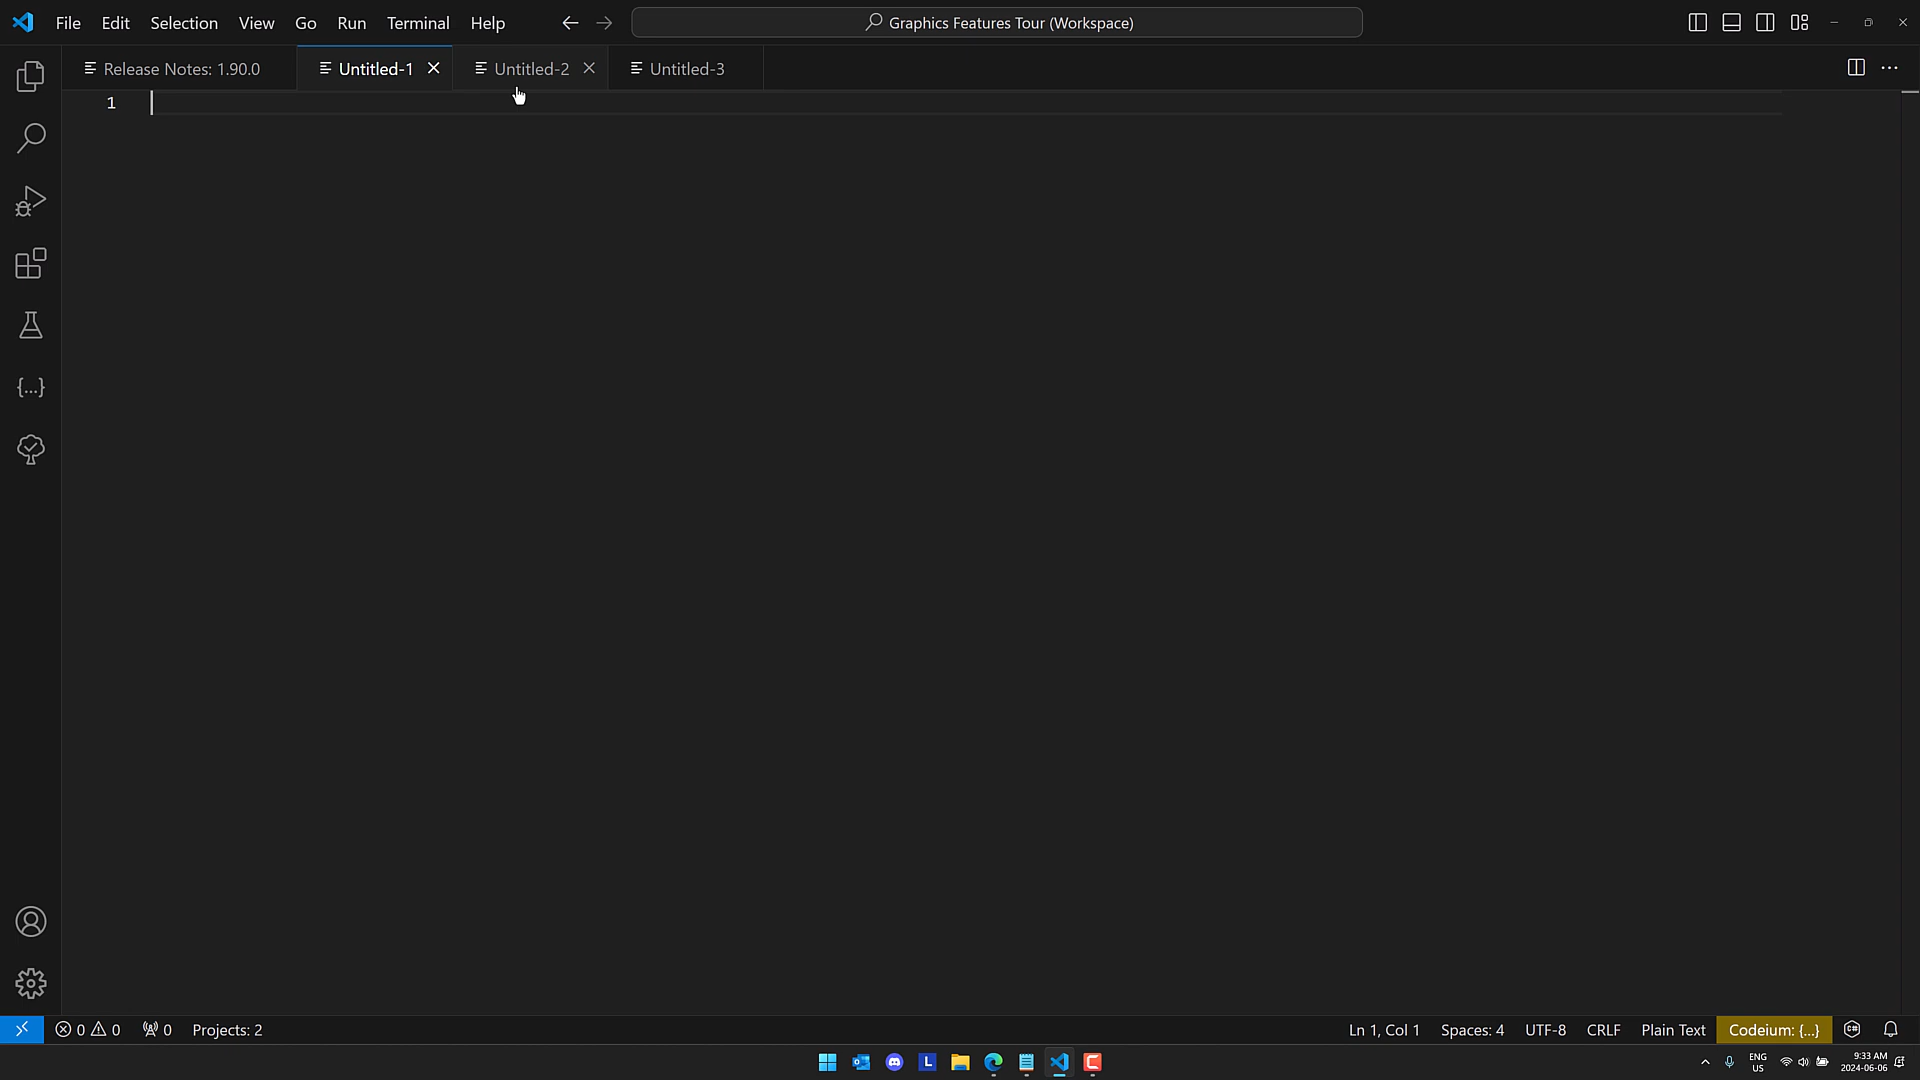 File Edit Selection View Go Run Terminal Help
Graphics Features Tour (Workspace)
Release Notes: 1.90.0
Untitled-1
Untitled-2
Untitled-3
1
{...}
0 0 0 Projects: 2
Ln 1, Col 1 Spaces: 4 UTF-8 CRLF Plain Text Codeium: {...}
L
ENG
US
9:33 AM
2024-06-06